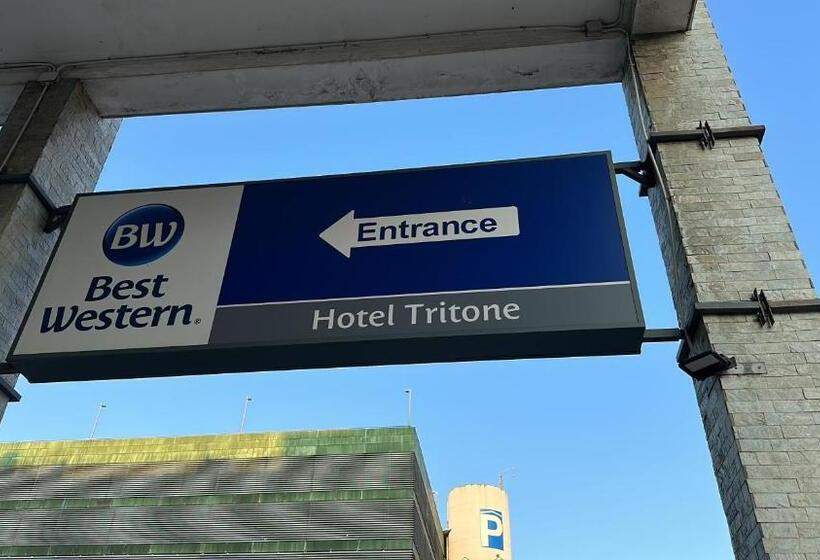 BW
Best
Western®
Entrance
Hotel Tritone
P